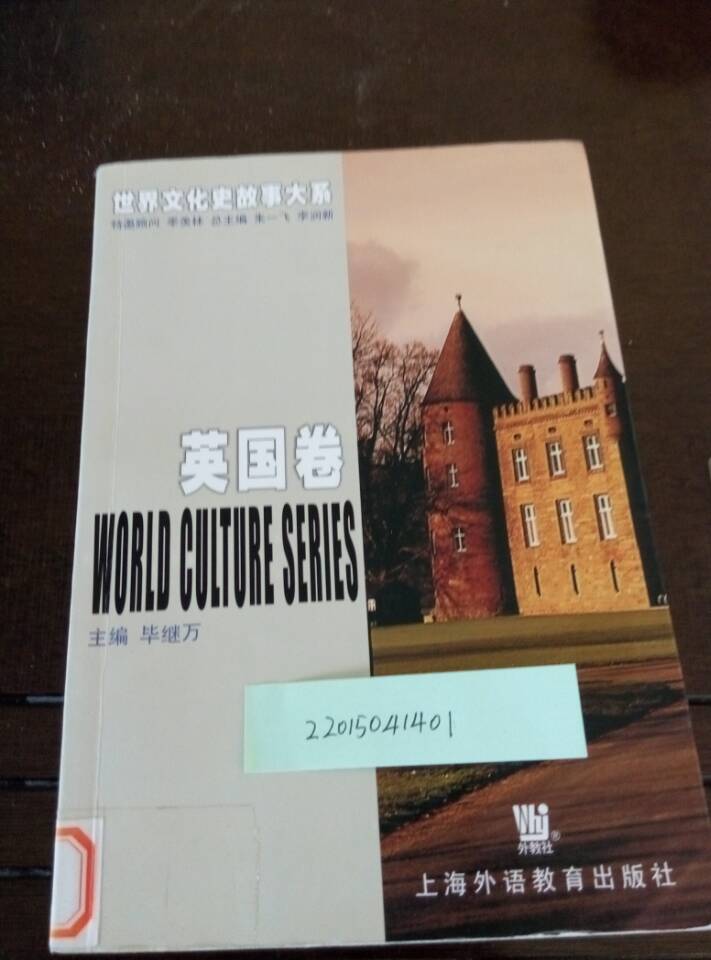 世界文化史故事大系
特邀顾问 季羡林 总主编 朱一飞 李润新
英国卷
WORLD CULTURE SERIES
主编 毕继万
22015041401
Whj®
外教社
上海外语教育出版社